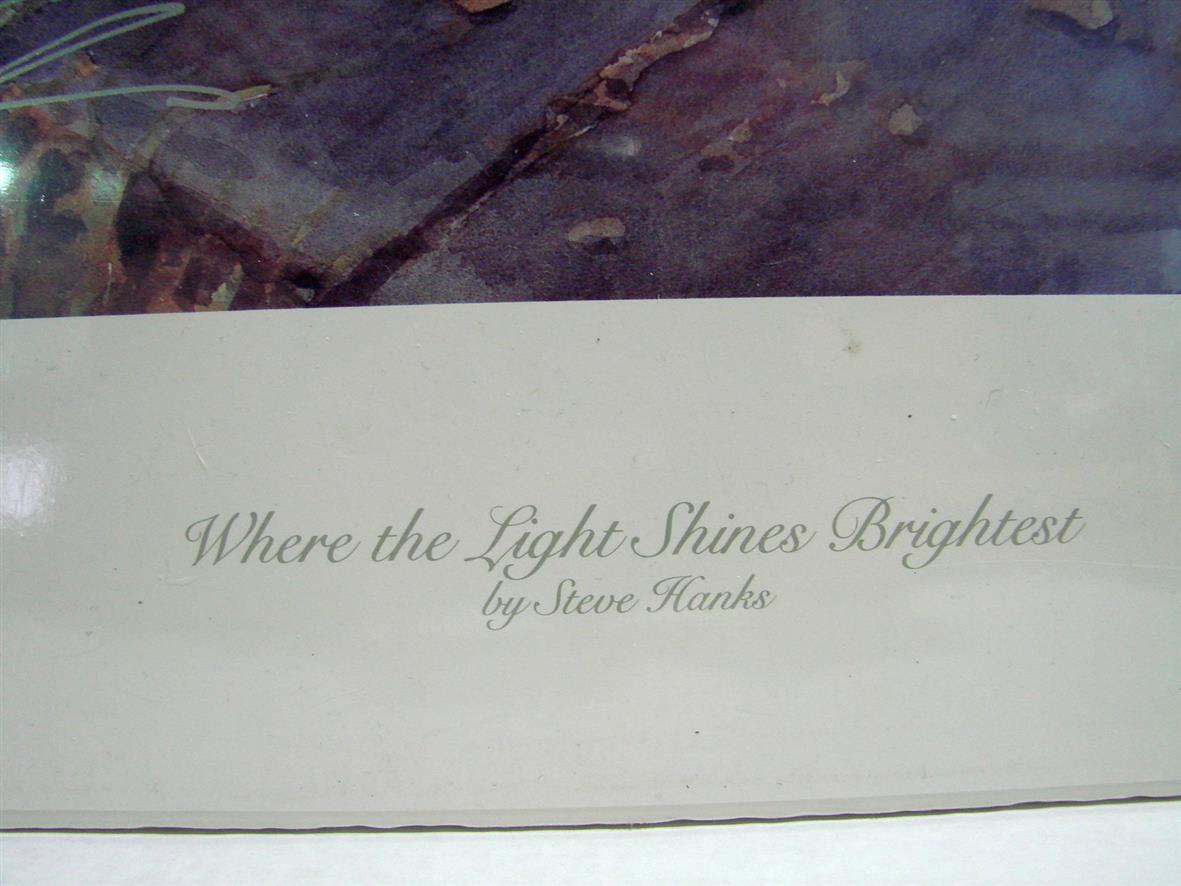 Where the Light Shines Brightest
by Steve Hanks